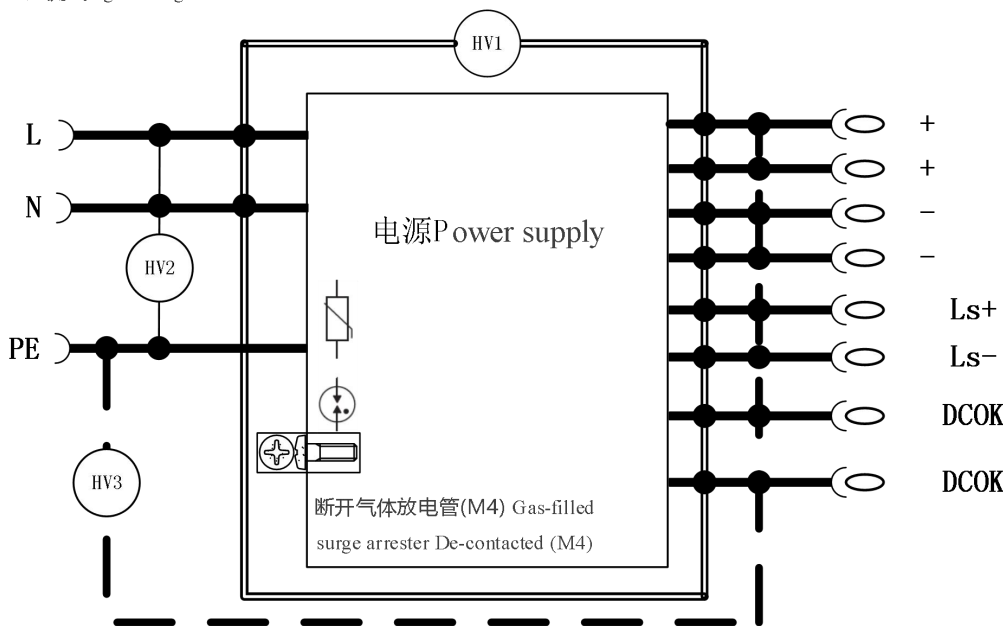 HV1
L
N
PE
HV2
HV3
电源Power supply
断开气体放电管(M4) Gas-filled
surge arrester De-contacted (M4)
+
+
−
−
Ls+
Ls-
DCOK
DCOK